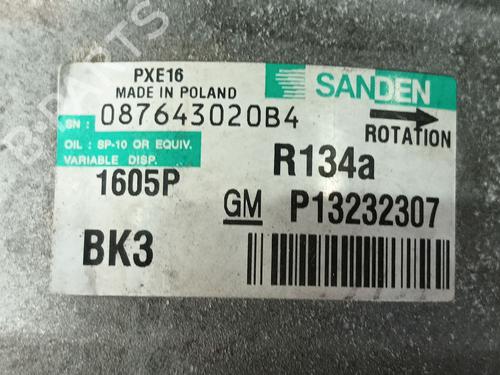 PXE16
MADE IN POLAND
SANDEN
SN : 087643020B4
ROTATION
OIL : SP-10 OR EQUIV.
VARIABLE DISP.
R134a
1605P
GM P13232307
BK3
B-PARTS